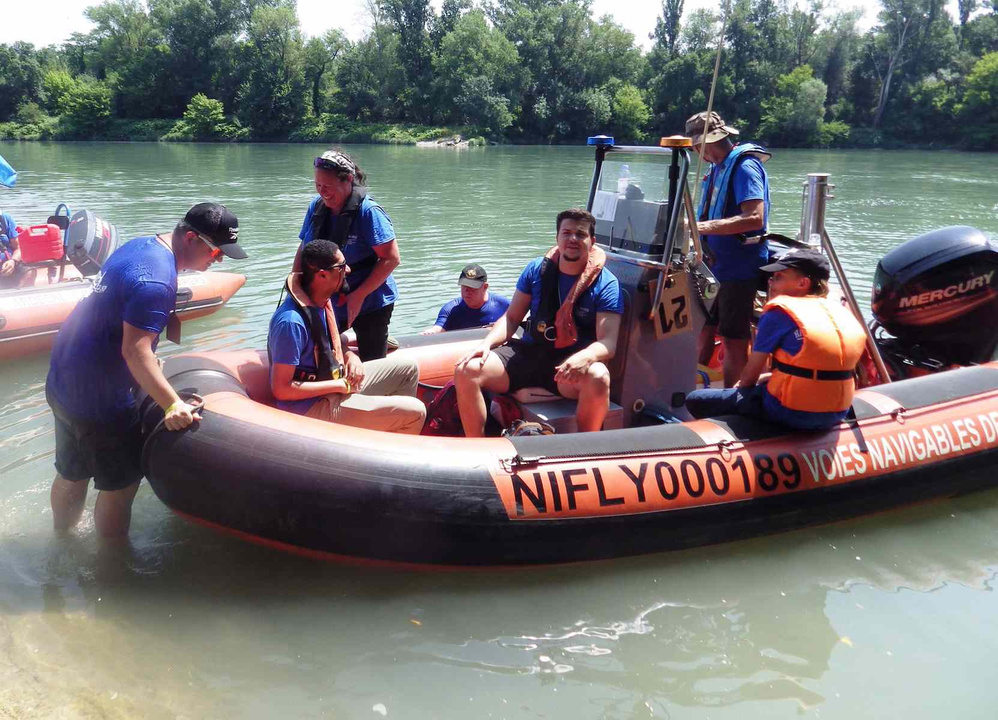 MERCURY
21
NIFLY000189 VOIES NAVIGABLES DE